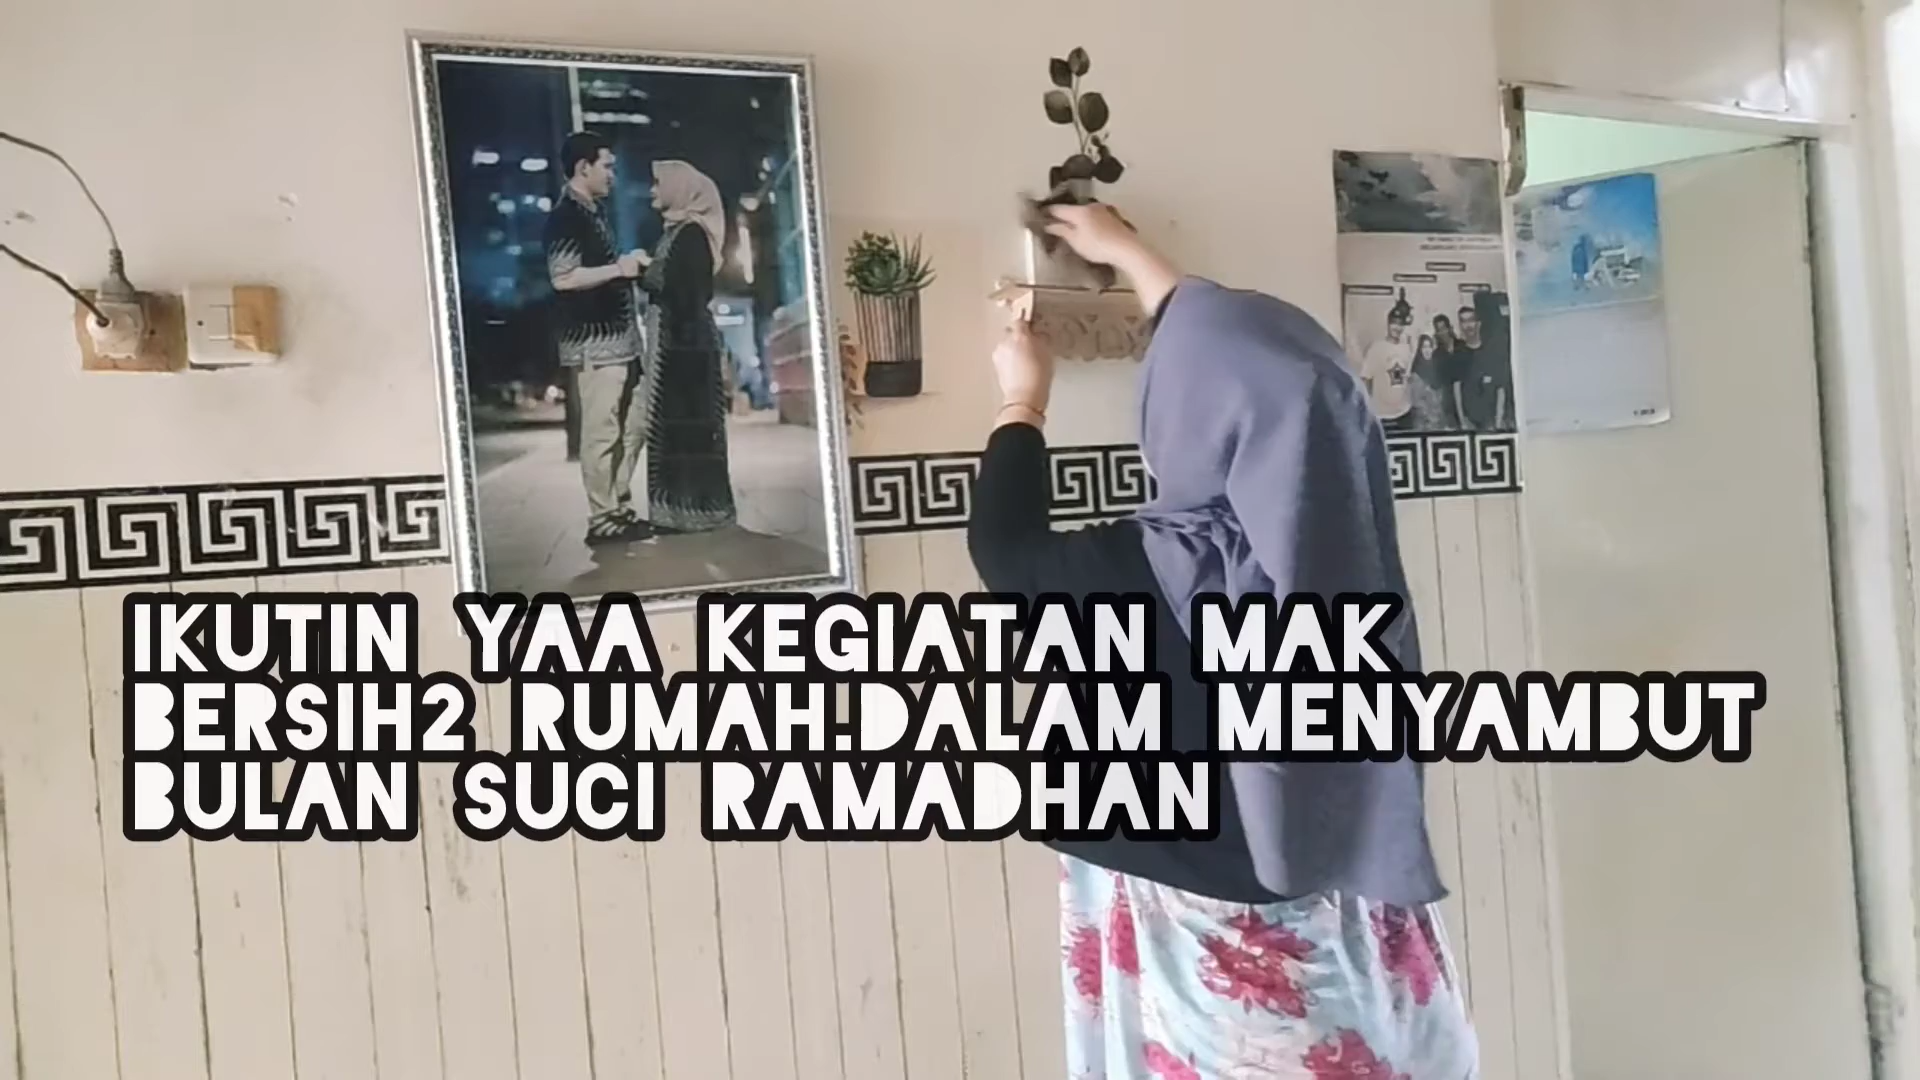 IKUTIN YAA KEGIATAN MAK
BERSIH2 RUMAH.DALAM MENYAMBUT
BULAN SUCI RAMADHAN